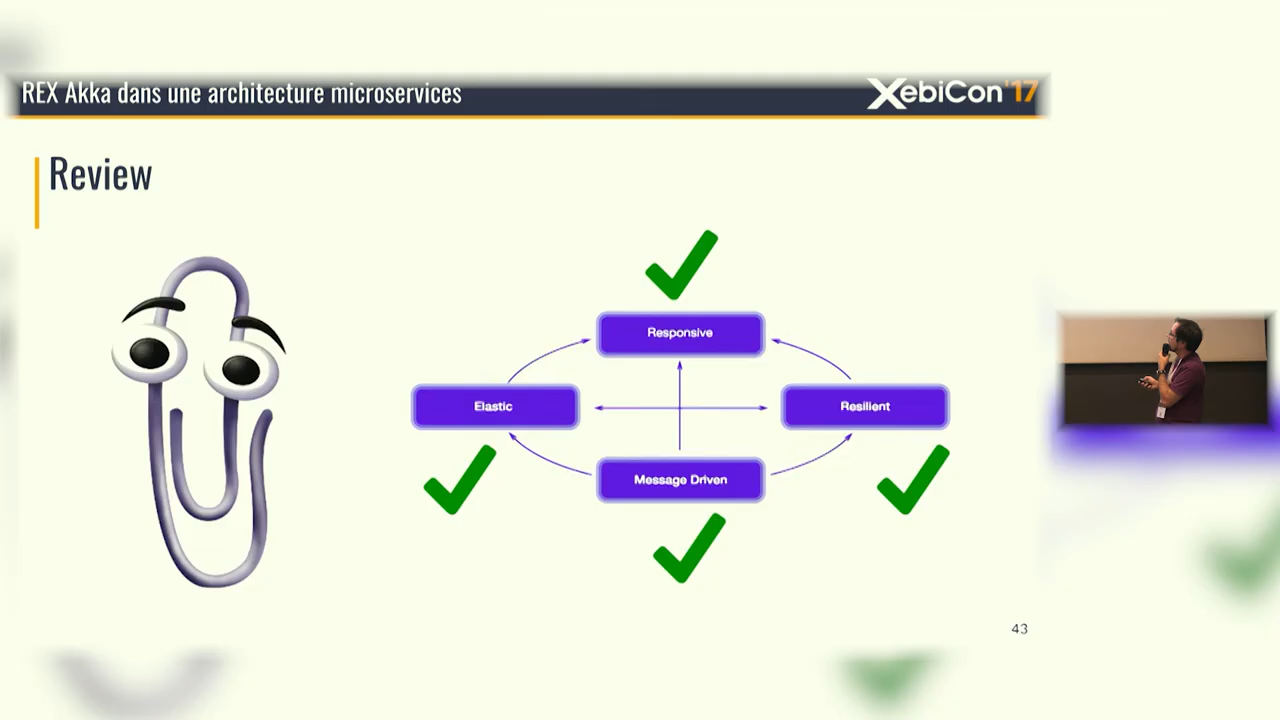 REX Akka dans une architecture microservices
XebiCon'17
Review
Responsive
Elastic
Resilient
Message Driven
43